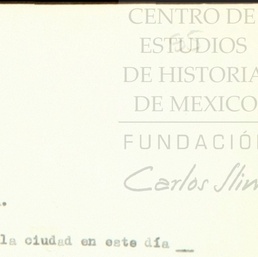 CENTRO DE
ESTUDIOS
DE HISTORIA
DE MEXICO
FUNDACIÓN
Carlos Slim
la ciudad en este día